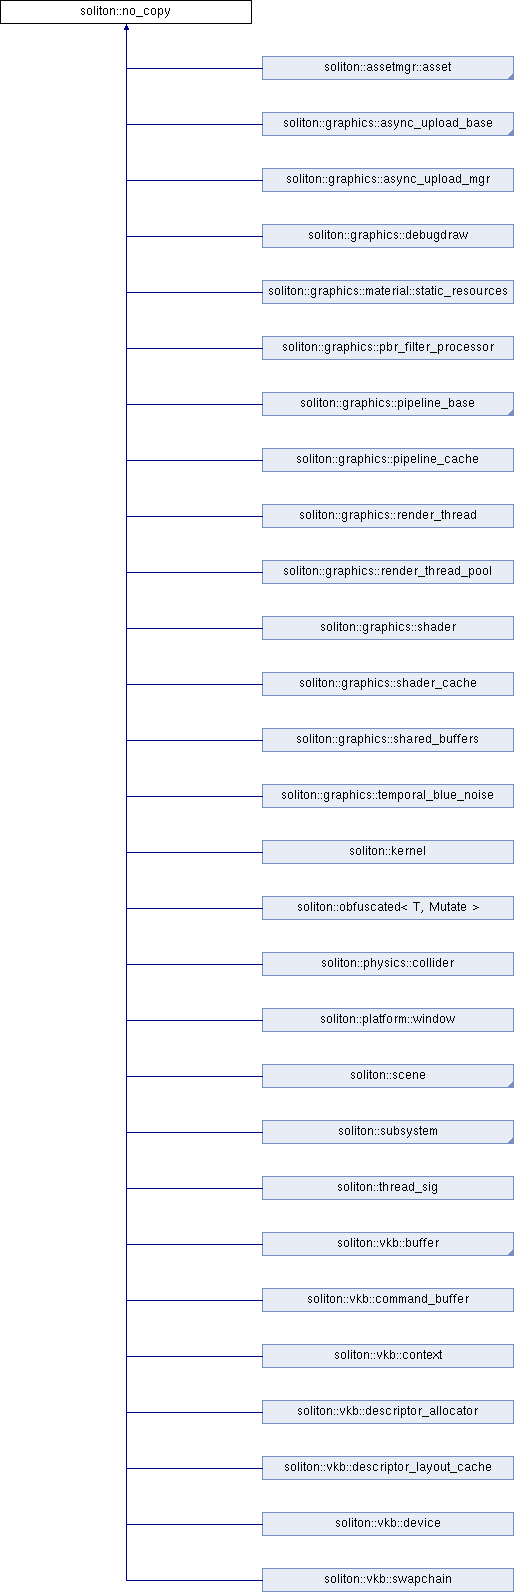 soliton::no_copy
soliton::assetmgr::asset
soliton::graphics::async_upload_base
soliton::graphics::async_upload_mgr
soliton::graphics::debugdraw
soliton::graphics::material::static_resources
soliton::graphics::pbr_filter_processor
soliton::graphics::pipeline_base
soliton::graphics::pipeline_cache
soliton::graphics::render_thread
soliton::graphics::render_thread_pool
soliton::graphics::shader
soliton::graphics::shader_cache
soliton::graphics::shared_buffers
soliton::graphics::temporal_blue_noise
soliton::kernel
soliton::obfuscated< T, Mutate >
soliton::physics::collider
soliton::platform::window
soliton::scene
soliton::subsystem
soliton::thread_sig
soliton::vkb::buffer
soliton::vkb::command_buffer
soliton::vkb::context
soliton::vkb::descriptor_allocator
soliton::vkb::descriptor_layout_cache
soliton::vkb::device
soliton::vkb::swapchain